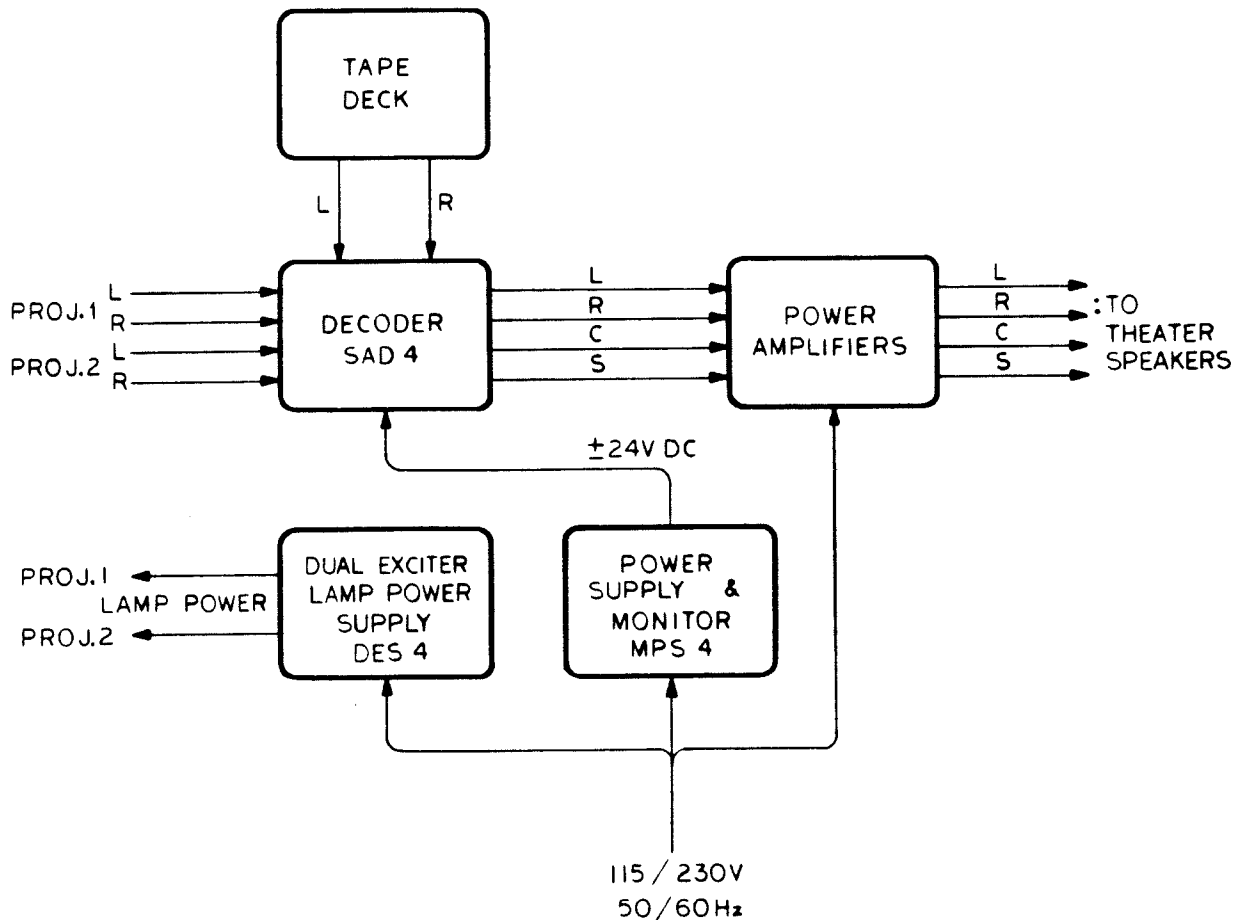 TAPE
DECK
L
R
PROJ.1
L
R
PROJ.2
L
R
DECODER
SAD 4
L
R
C
S
POWER
AMPLIFIERS
L
R
C
S
:TO
THEATER
SPEAKERS
±24V DC
PROJ.1
LAMP POWER
PROJ.2
DUAL EXCITER
LAMP POWER
SUPPLY
DES 4
POWER
SUPPLY &
MONITOR
MPS 4
115/230V
50/60Hz